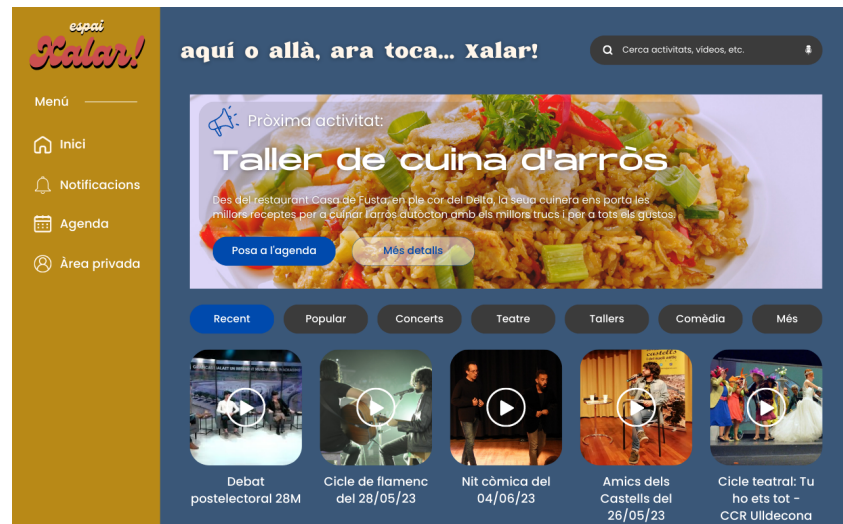 espai
Xalar!
aquí o allà, ara toca... Xalar!
Cerca activitats, vídeos, etc.
Menú
Inici
Notificacions
Agenda
Àrea privada
Pròxima activitat:
Taller de cuina d'arròs
Des del restaurant Casa de Fusta, en ple cor del Delta, la seua cuinera ens porta les
millors receptes per a cuinar l'arròs autòcton amb els millors trucs i per a tots els gustos.
Posa a l'agenda
Més detalls
Recent
Popular
Concerts
Teatre
Tallers
Comèdia
Més
castells
Debat
postelectoral 28M
Cicle de flamenc
del 28/05/23
Nit còmica del
04/06/23
Amics dels
Castells del
26/05/23
Cicle teatral: Tu
ho ets tot -
CCR Ulldecona